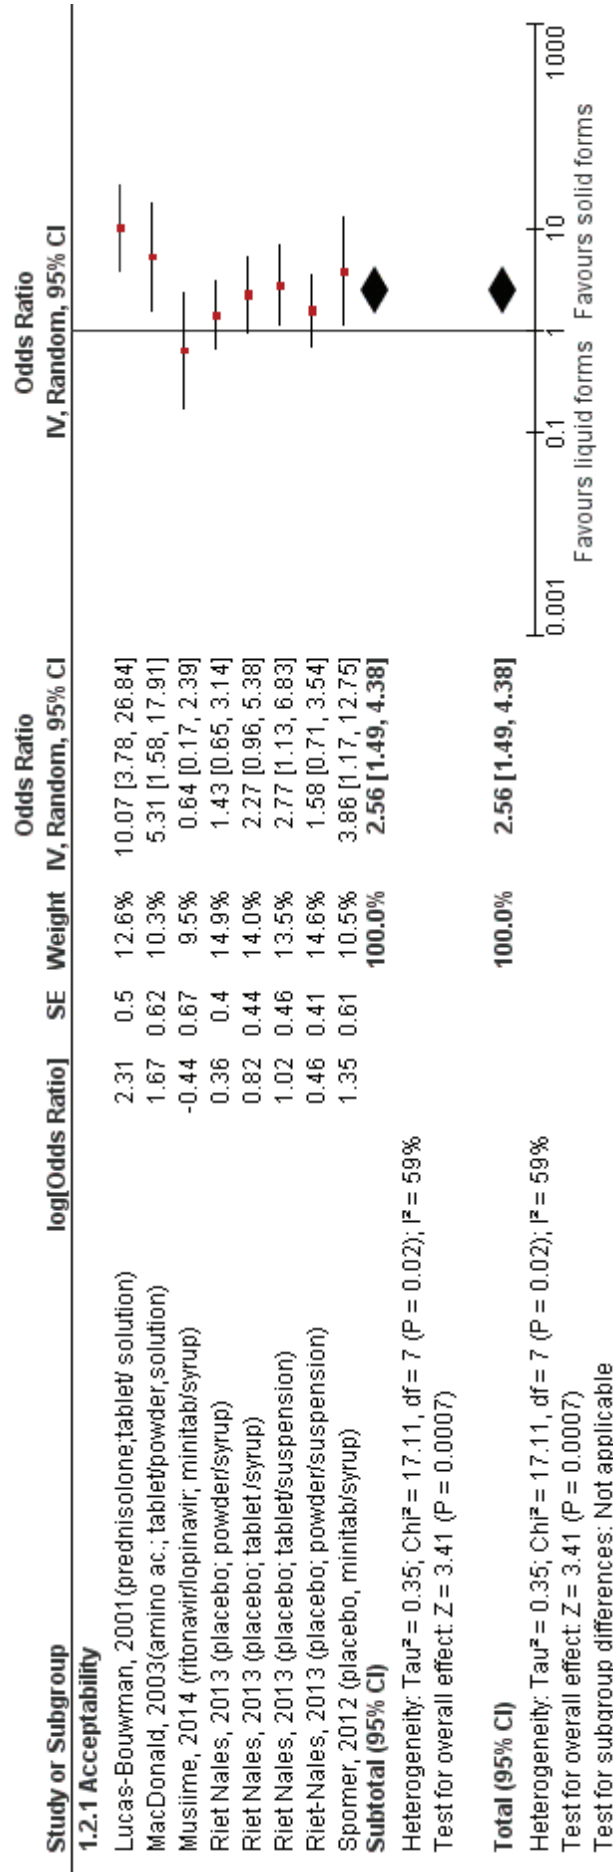 Odds Ratio Odds Ratio
Study or Subgroup log[Odds Ratio] SE Weight IV, Random, 95% CI IV, Random, 95% CI
1.2.1 Acceptability
Lucas-Bouwman, 2001(prednisolone;tablet/ solution) 2.31 0.5 12.6% 10.07 [3.78, 26.84]
MacDonald, 2003(amino ac.; tablet/powder,solution) 1.67 0.62 10.3% 5.31 [1.58, 17.91]
Musiime, 2014 (ritonavir/lopinavir; minitab/syrup) -0.44 0.67 9.5% 0.64 [0.17, 2.39]
Riet Nales, 2013 (placebo; powder/syrup) 0.36 0.4 14.9% 1.43 [0.65, 3.14]
Riet Nales, 2013 (placebo; tablet /syrup) 0.82 0.44 14.0% 2.27 [0.96, 5.38]
Riet Nales, 2013 (placebo; tablet/suspension) 1.02 0.46 13.5% 2.77 [1.13, 6.83]
Riet-Nales, 2013 (placebo; powder/suspension) 0.46 0.41 14.6% 1.58 [0.71, 3.54]
Spomer, 2012 (placebo, minitab/syrup) 1.35 0.61 10.5% 3.86 [1.17, 12.75]
Subtotal (95% CI) 100.0% 2.56 [1.49, 4.38]
Heterogeneity: Tau² = 0.35; Chi² = 17.11, df = 7 (P = 0.02); I² = 59%
Test for overall effect: Z = 3.41 (P = 0.0007)
Total (95% CI) 100.0% 2.56 [1.49, 4.38]
Heterogeneity: Tau² = 0.35; Chi² = 17.11, df = 7 (P = 0.02); I² = 59%
Test for overall effect: Z = 3.41 (P = 0.0007)
Test for subgroup differences: Not applicable
0.001 0.1 1 10 1000
Favours liquid forms Favours solid forms